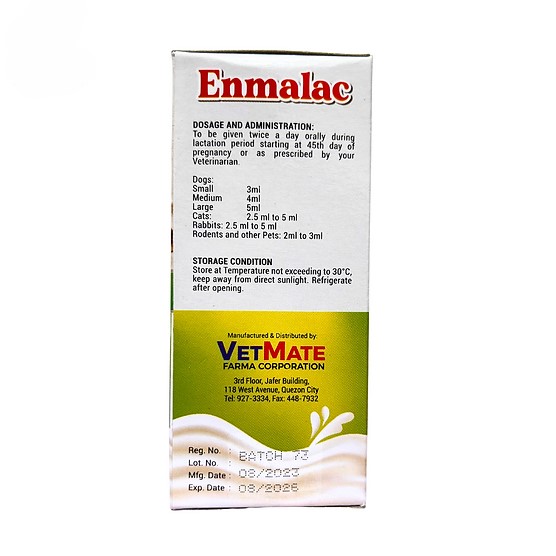 Enmalac
DOSAGE AND ADMINISTRATION:
To be given twice a day orally during
lactation period starting at 45th day of
pregnancy or as prescribed by your
Veterinarian.
Dogs:
Small 3ml
Medium 4ml
Large 5ml
Cats: 2.5 ml to 5 ml
Rabbits: 2.5 ml to 5 ml
Rodents and other Pets: 2ml to 3ml
STORAGE CONDITION
Store at Temperature not exceeding to 30°C,
keep away from direct sunlight. Refrigerate
after opening.
Manufactured & Distributed by:
VETMATE
FARMA CORPORATION
3rd Floor, Jafer Building,
118 West Avenue, Quezon City
Tel: 927-3334, Fax: 448-7932
Reg. No. :
Lot. No. : BATCH 73
Mfg. Date : 08/2023
Exp. Date : 08/2026